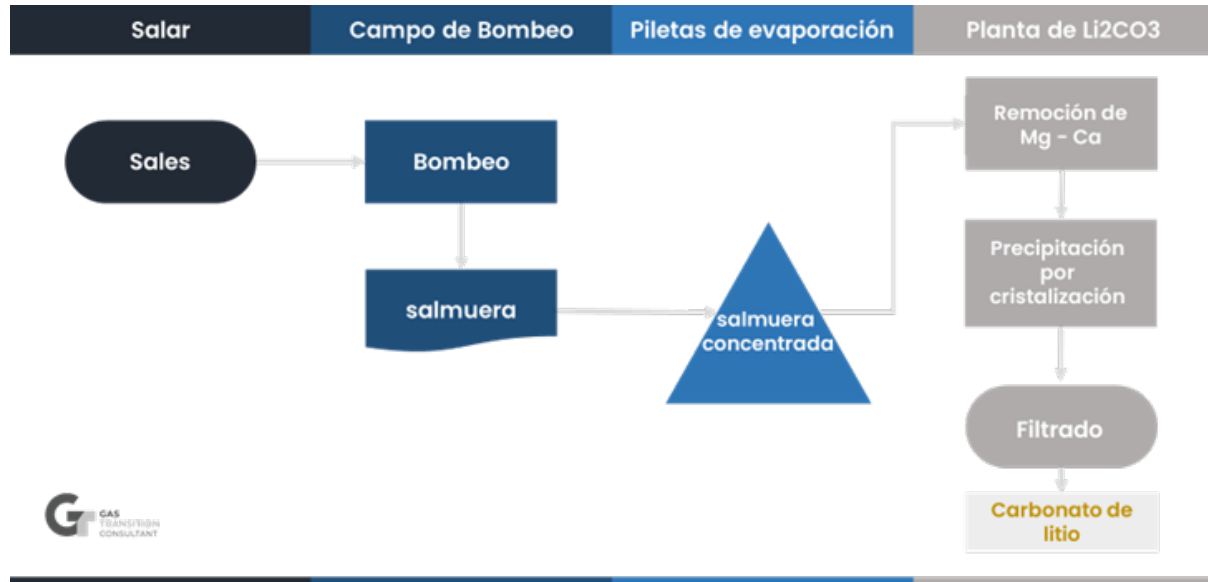 Salar
Campo de Bombeo
Piletas de evaporación
Planta de Li2CO3
Sales
Bombeo
salmuera
salmuera
concentrada
Remoción de
Mg - Ca
Precipitación
por
cristalización
Filtrado
Carbonato de
litio
GT
GAS
TRANSITION
CONSULTANT